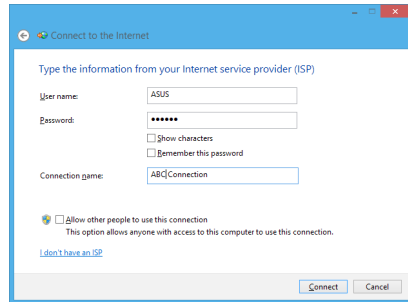 Connect to the Internet
Type the information from your Internet service provider (ISP)
User name: ASUS
Password: ••••••
Show characters
Remember this password
Connection name: ABC Connection
Allow other people to use this connection
This option allows anyone with access to this computer to use this connection.
I don't have an ISP
Connect Cancel